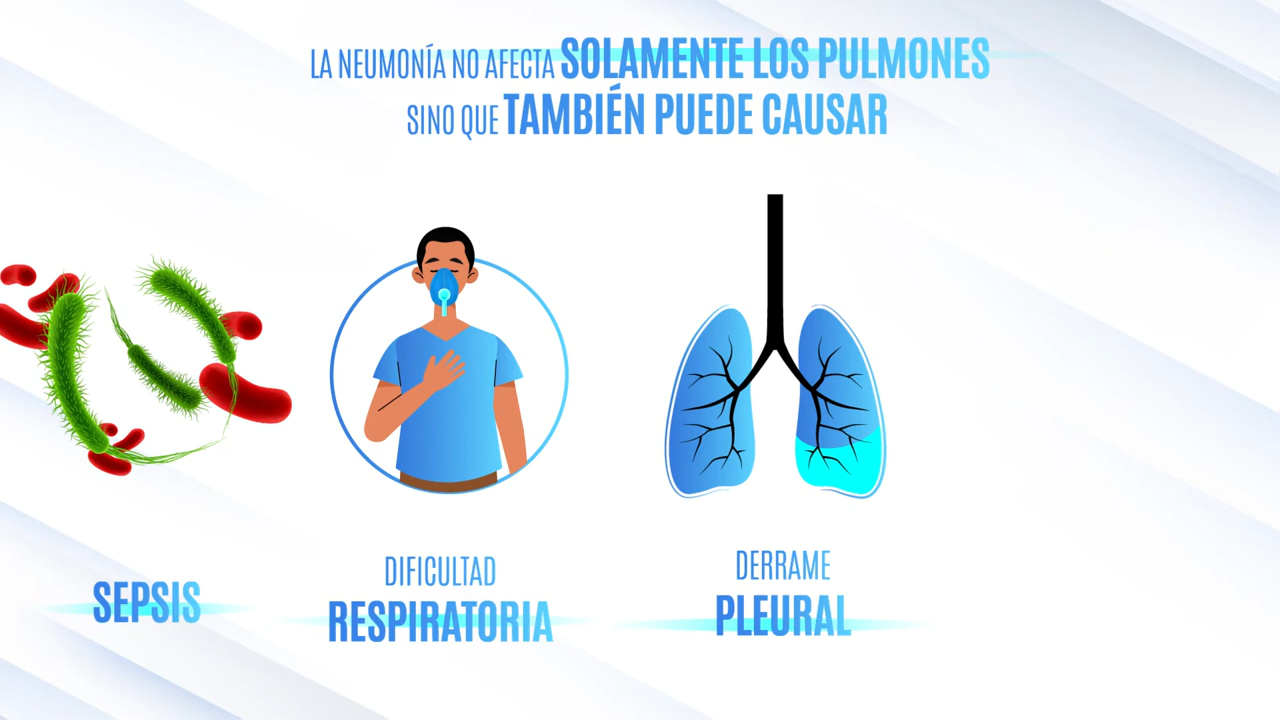 LA NEUMONÍA NO AFECTA SOLAMENTE LOS PULMONES
SINO QUE TAMBIÉN PUEDE CAUSAR
SEPSIS
DIFICULTAD
RESPIRATORIA
DERRAME
PLEURAL